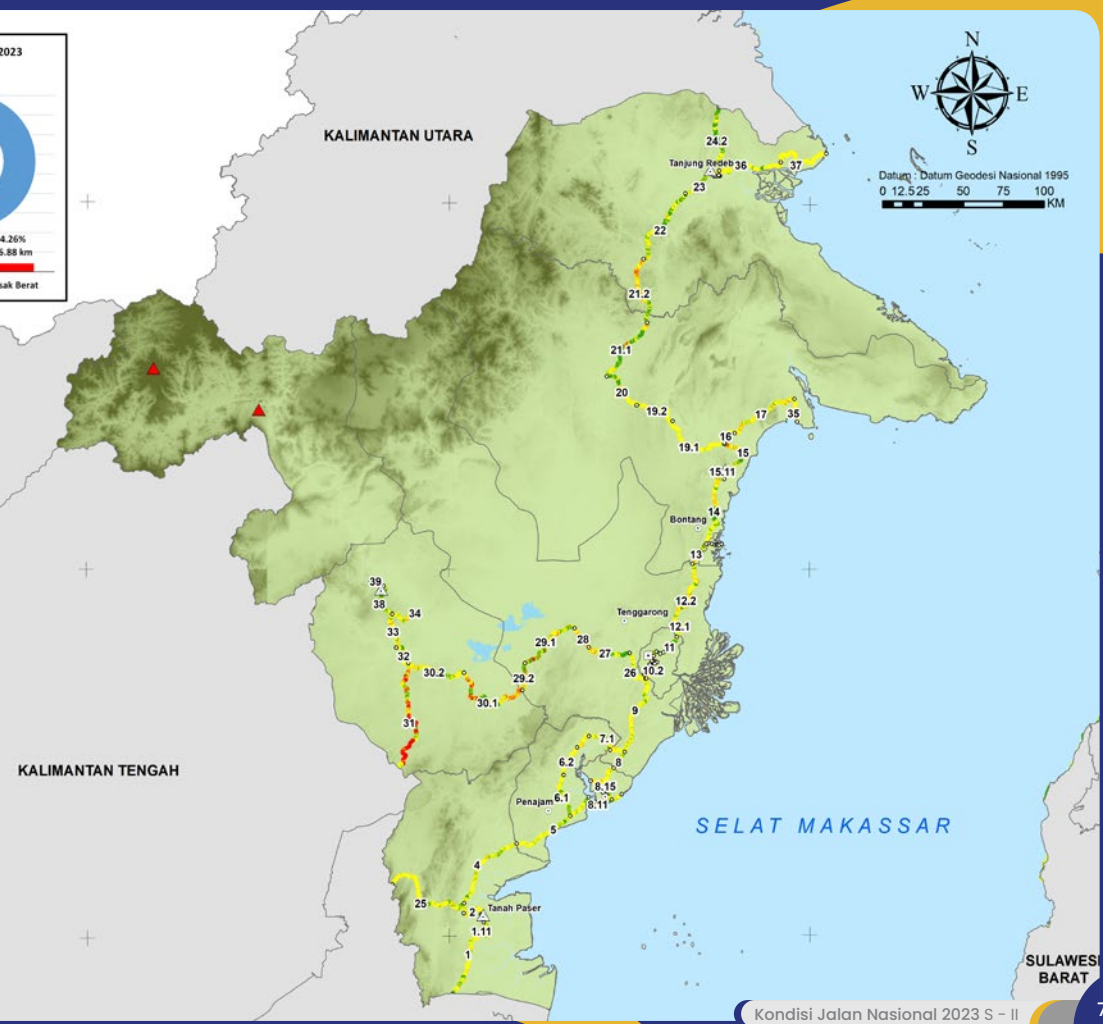 2023
4.26%
5.88 km
sak Berat
KALIMANTAN UTARA
N
W
E
S
Datum : Datum Geodesi Nasional 1995
0 12.5 25 50 75 100
KM
24.2
Tanjung Redeb
36
37
23
22
21.2
21.1
20
19.2
17
35
16
19.1
15
15.11
14
Bontang
13
39
38
34
12.2
Tenggarong
12.1
33
29.1
28
11
32
27
30.2
10.2
26
29.2
30.1
9
31
7.1
6.2
8
KALIMANTAN TENGAH
8.15
Penajam
6.1
8.11
SELAT MAKASSAR
5
4
25
2
Tanah Paser
1.11
1
SULAWESI
BARAT
Kondisi Jalan Nasional 2023 S - II
7